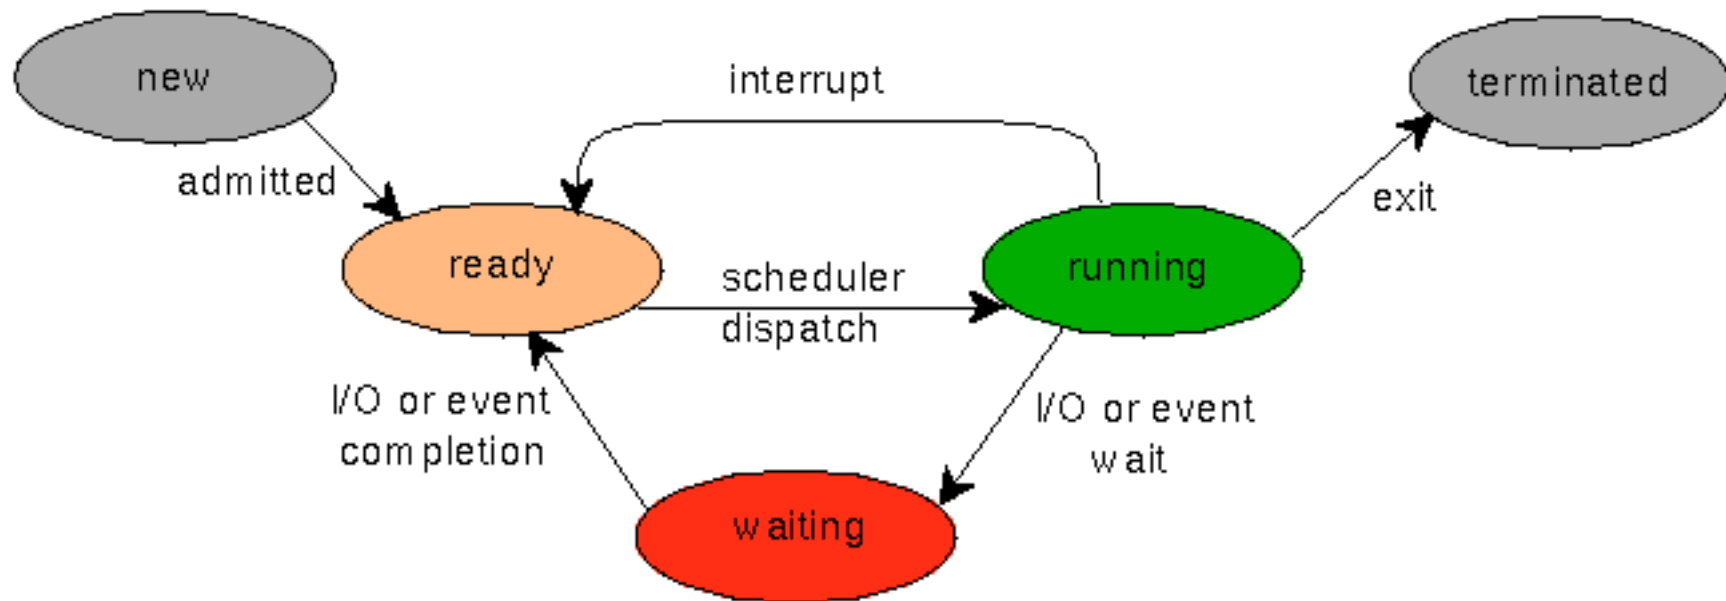 new
interrupt
terminated
admitted
exit
ready
scheduler
dispatch
running
I/O or event
completion
I/O or event
wait
waiting